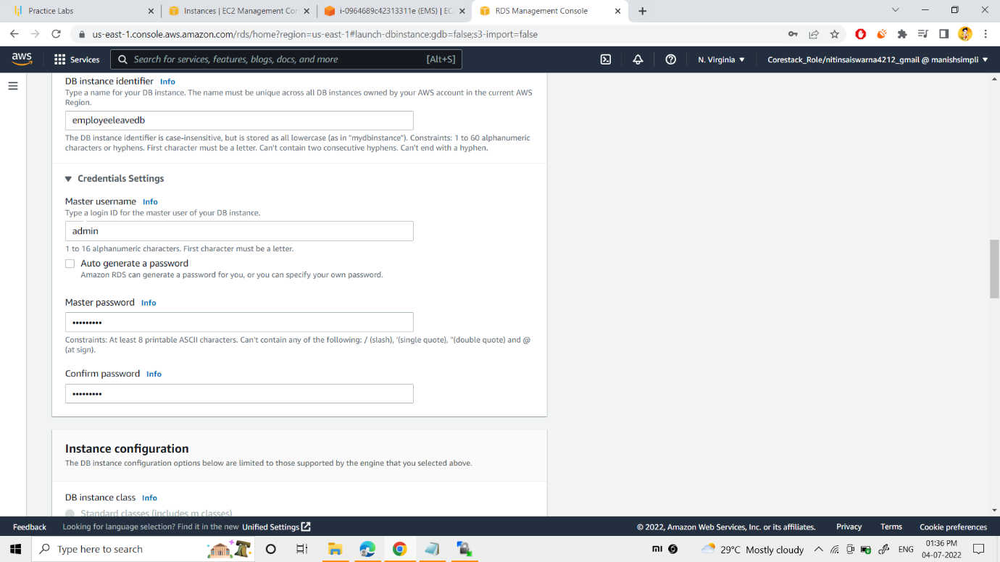 Practice Labs
Instances | EC2 Management Con
i-0964689c42313311e (EMS) | EC
RDS Management Console
us-east-1.console.aws.amazon.com/rds/home?region=us-east-1#launch-dbinstance:gdb=false;s3-import=false
aws
Services
Search for services, features, blogs, docs, and more
[Alt+S]
N. Virginia ▼
Corestack_Role/nitinsaiswarna4212_gmail @ manishsimpli ▼
DB instance identifier Info
Type a name for your DB instance. The name must be unique across all DB instances owned by your AWS account in the current AWS
Region.
employeeleavedb
The DB instance identifier is case-insensitive, but is stored as all lowercase (as in "mydbinstance"). Constraints: 1 to 60 alphanumeric
characters or hyphens. First character must be a letter. Can't contain two consecutive hyphens. Can't end with a hyphen.
▼ Credentials Settings
Master username Info
Type a login ID for the master user of your DB instance.
admin
1 to 16 alphanumeric characters. First character must be a letter.
Auto generate a password
Amazon RDS can generate a password for you, or you can specify your own password.
Master password Info
•••••••••
Constraints: At least 8 printable ASCII characters. Can't contain any of the following: / (slash), '(single quote), "(double quote) and @
(at sign).
Confirm password Info
•••••••••
Instance configuration
The DB instance configuration options below are limited to those supported by the engine that you selected above.
DB instance class Info
Standard classes (includes m classes)
Feedback
Looking for language selection? Find it in the new Unified Settings
© 2022, Amazon Web Services, Inc. or its affiliates.
Privacy
Terms
Cookie preferences
Type here to search
29°C Mostly cloudy
ENG
01:36 PM
04-07-2022